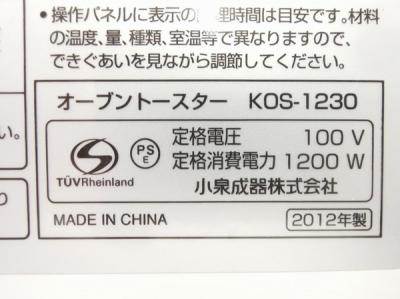 • 操作パネルに表示の 理時間は目安です。材料
の温度、量、種類、室温等で異なりますので、
できぐあいを見ながら調節してください。
い。
オーブントースター KOS-1230
PS
E
定格電圧 100 V
定格消費電力 1200 W
TÜVRheinland
小泉成器株式会社
り
MADE IN CHINA 2012年製